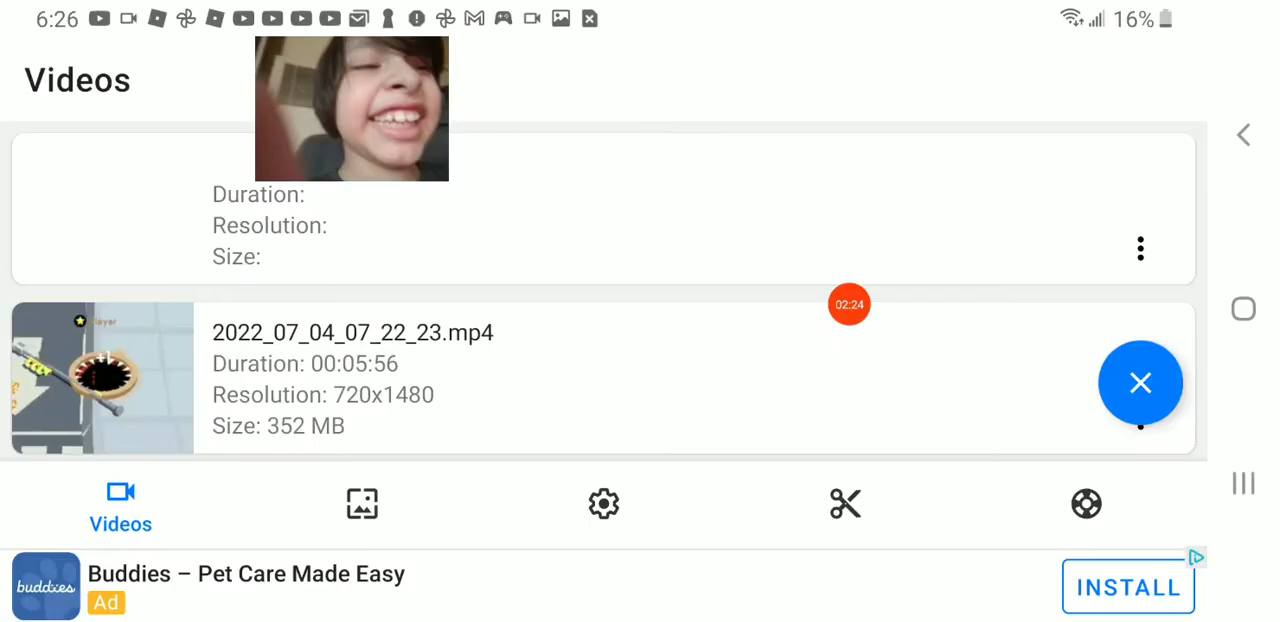 6:26
16%
Videos
Duration:
Resolution:
Size:
02:24
2022_07_04_07_22_23.mp4
Duration: 00:05:56
Resolution: 720x1480
Size: 352 MB
Videos
buddies
Buddies – Pet Care Made Easy
Ad
INSTALL